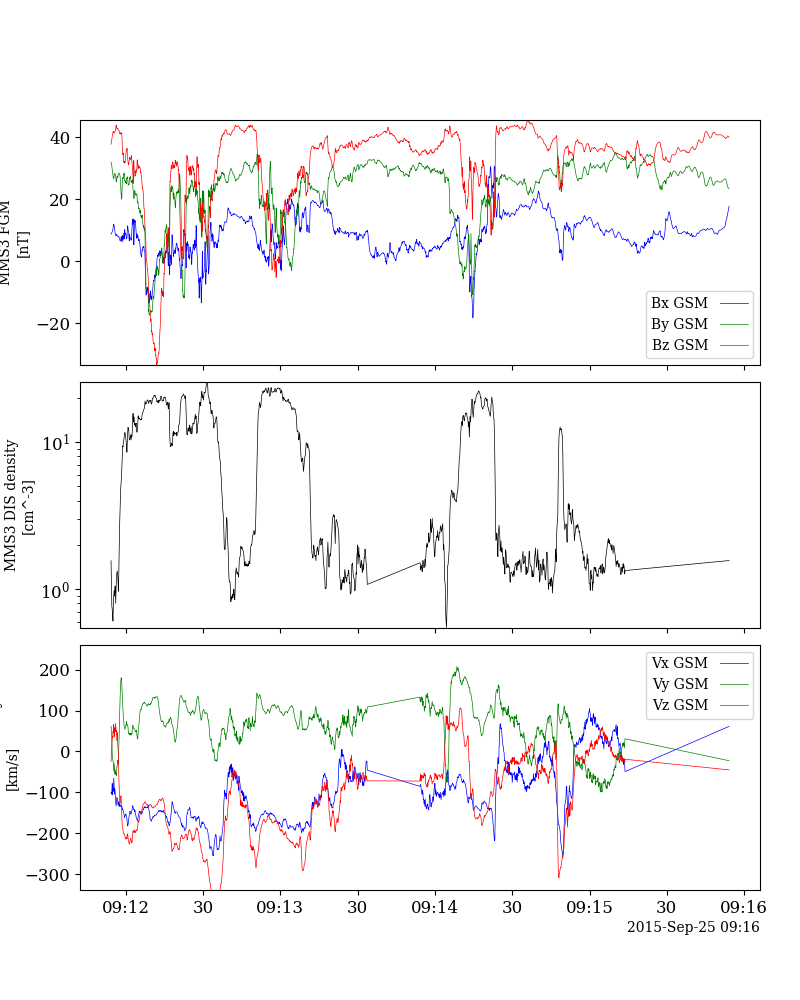 40
20
0
−20
MMS3 FGM
[nT]
Bx GSM
By GSM
Bz GSM
10^1
10^0
MMS3 DIS density
[cm^-3]
200
100
0
−100
−200
−300
[km/s]
Vx GSM
Vy GSM
Vz GSM
09:12 30 09:13 30 09:14 30 09:15 30 09:16
2015-Sep-25 09:16